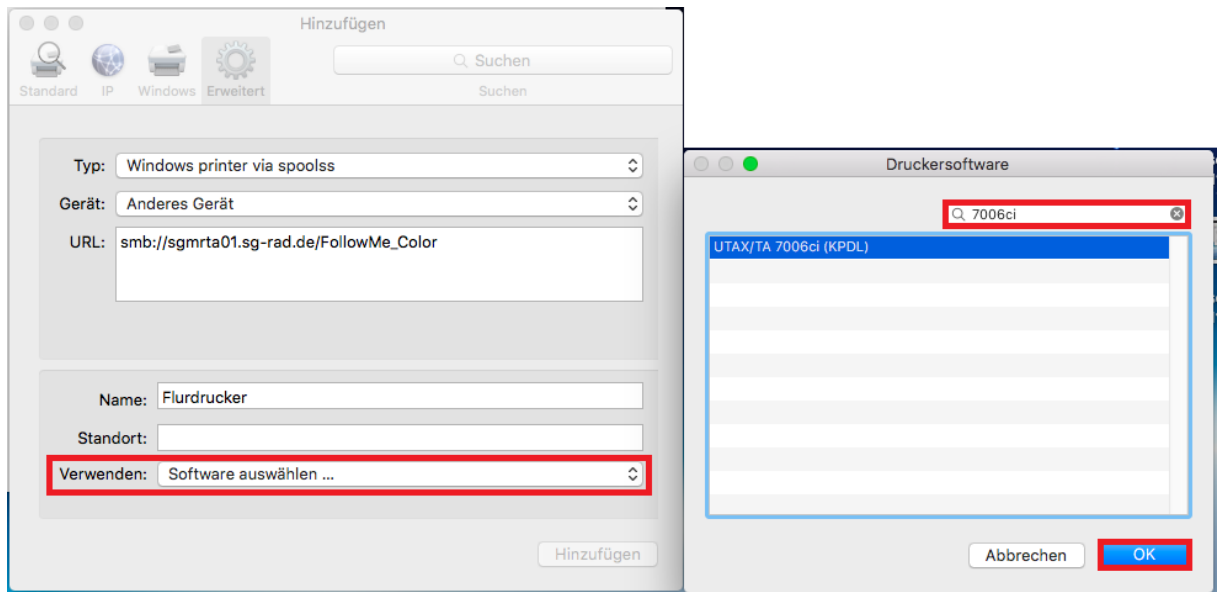 Hinzufügen
Suchen
Standard IP Windows Erweitert Suchen
Typ: Windows printer via spoolss
Gerät: Anderes Gerät
URL: smb://sgmrta01.sg-rad.de/FollowMe_Color
Name: Flurdrucker
Standort:
Verwenden: Software auswählen ...
Hinzufügen
Druckersoftware
7006ci
UTAX/TA 7006ci (KPDL)
Abbrechen OK